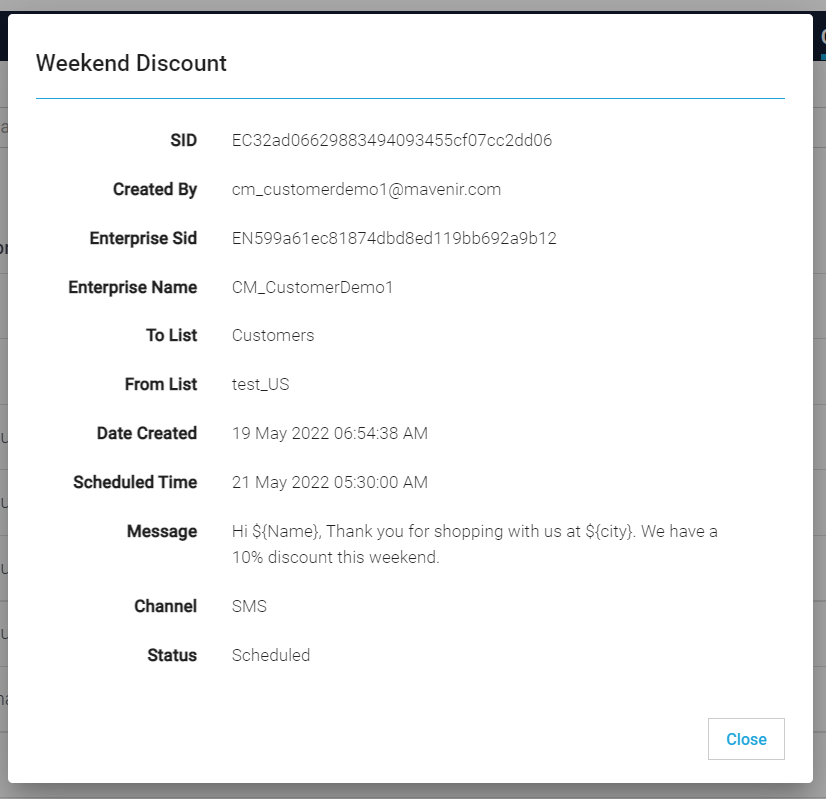 Weekend Discount
SID EC32ad06629883494093455cf07cc2dd06
Created By cm_customerdemo1@mavenir.com
Enterprise Sid EN599a61ec81874dbd8ed119bb692a9b12
Enterprise Name CM_CustomerDemo1
To List Customers
From List test_US
Date Created 19 May 2022 06:54:38 AM
Scheduled Time 21 May 2022 05:30:00 AM
Message Hi ${Name}, Thank you for shopping with us at ${city}. We have a
10% discount this weekend.
Channel SMS
Status Scheduled
Close